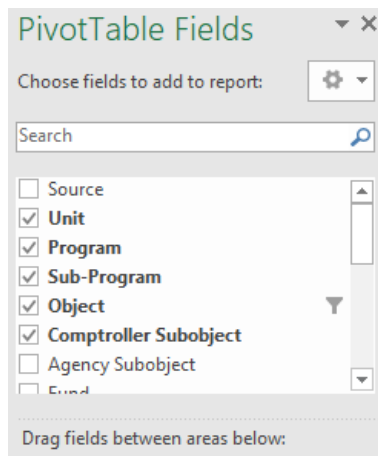 PivotTable Fields
Choose fields to add to report:
Search
Source
Unit
Program
Sub-Program
Object
Comptroller Subobject
Agency Subobject
Fund
Drag fields between areas below: